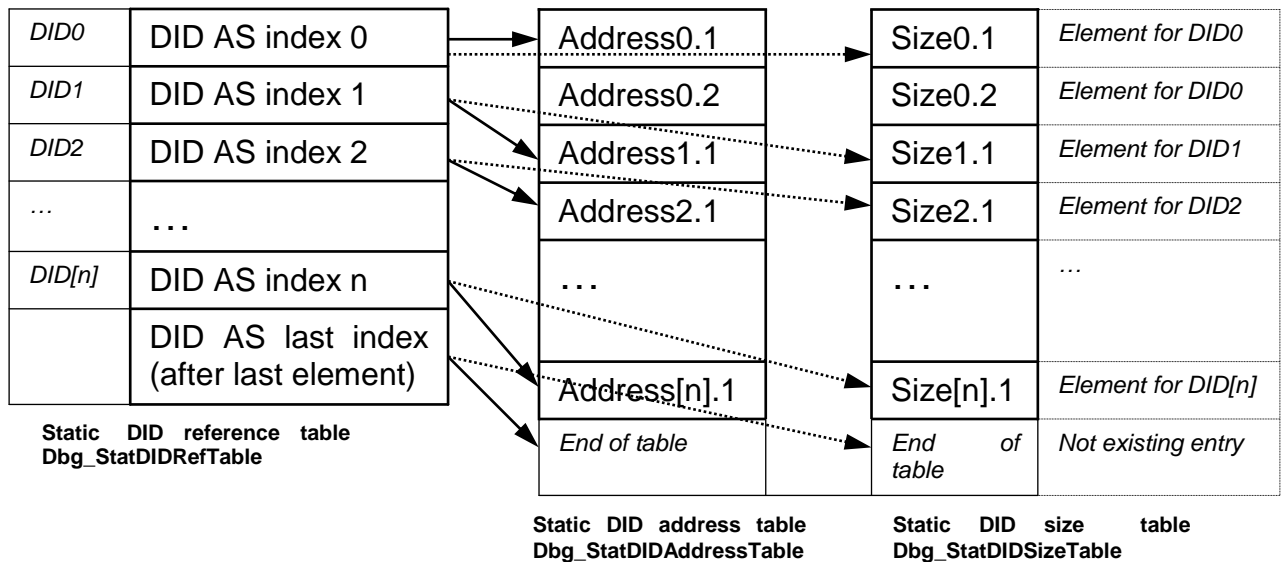 DID0 DID AS index 0 Address0.1 Size0.1 Element for DID0
DID1 DID AS index 1 Address0.2 Size0.2 Element for DID0
DID2 DID AS index 2 Address1.1 Size1.1 Element for DID1
… … Address2.1 Size2.1 Element for DID2
DID[n] DID AS index n … … …
DID AS last index
(after last element) Address[n].1 Size[n].1 Element for DID[n]
End of table End of Not existing entry
table
Static DID reference table
Dbg_StatDIDRefTable
Static DID address table Static DID size table
Dbg_StatDIDAddressTable Dbg_StatDIDSizeTable